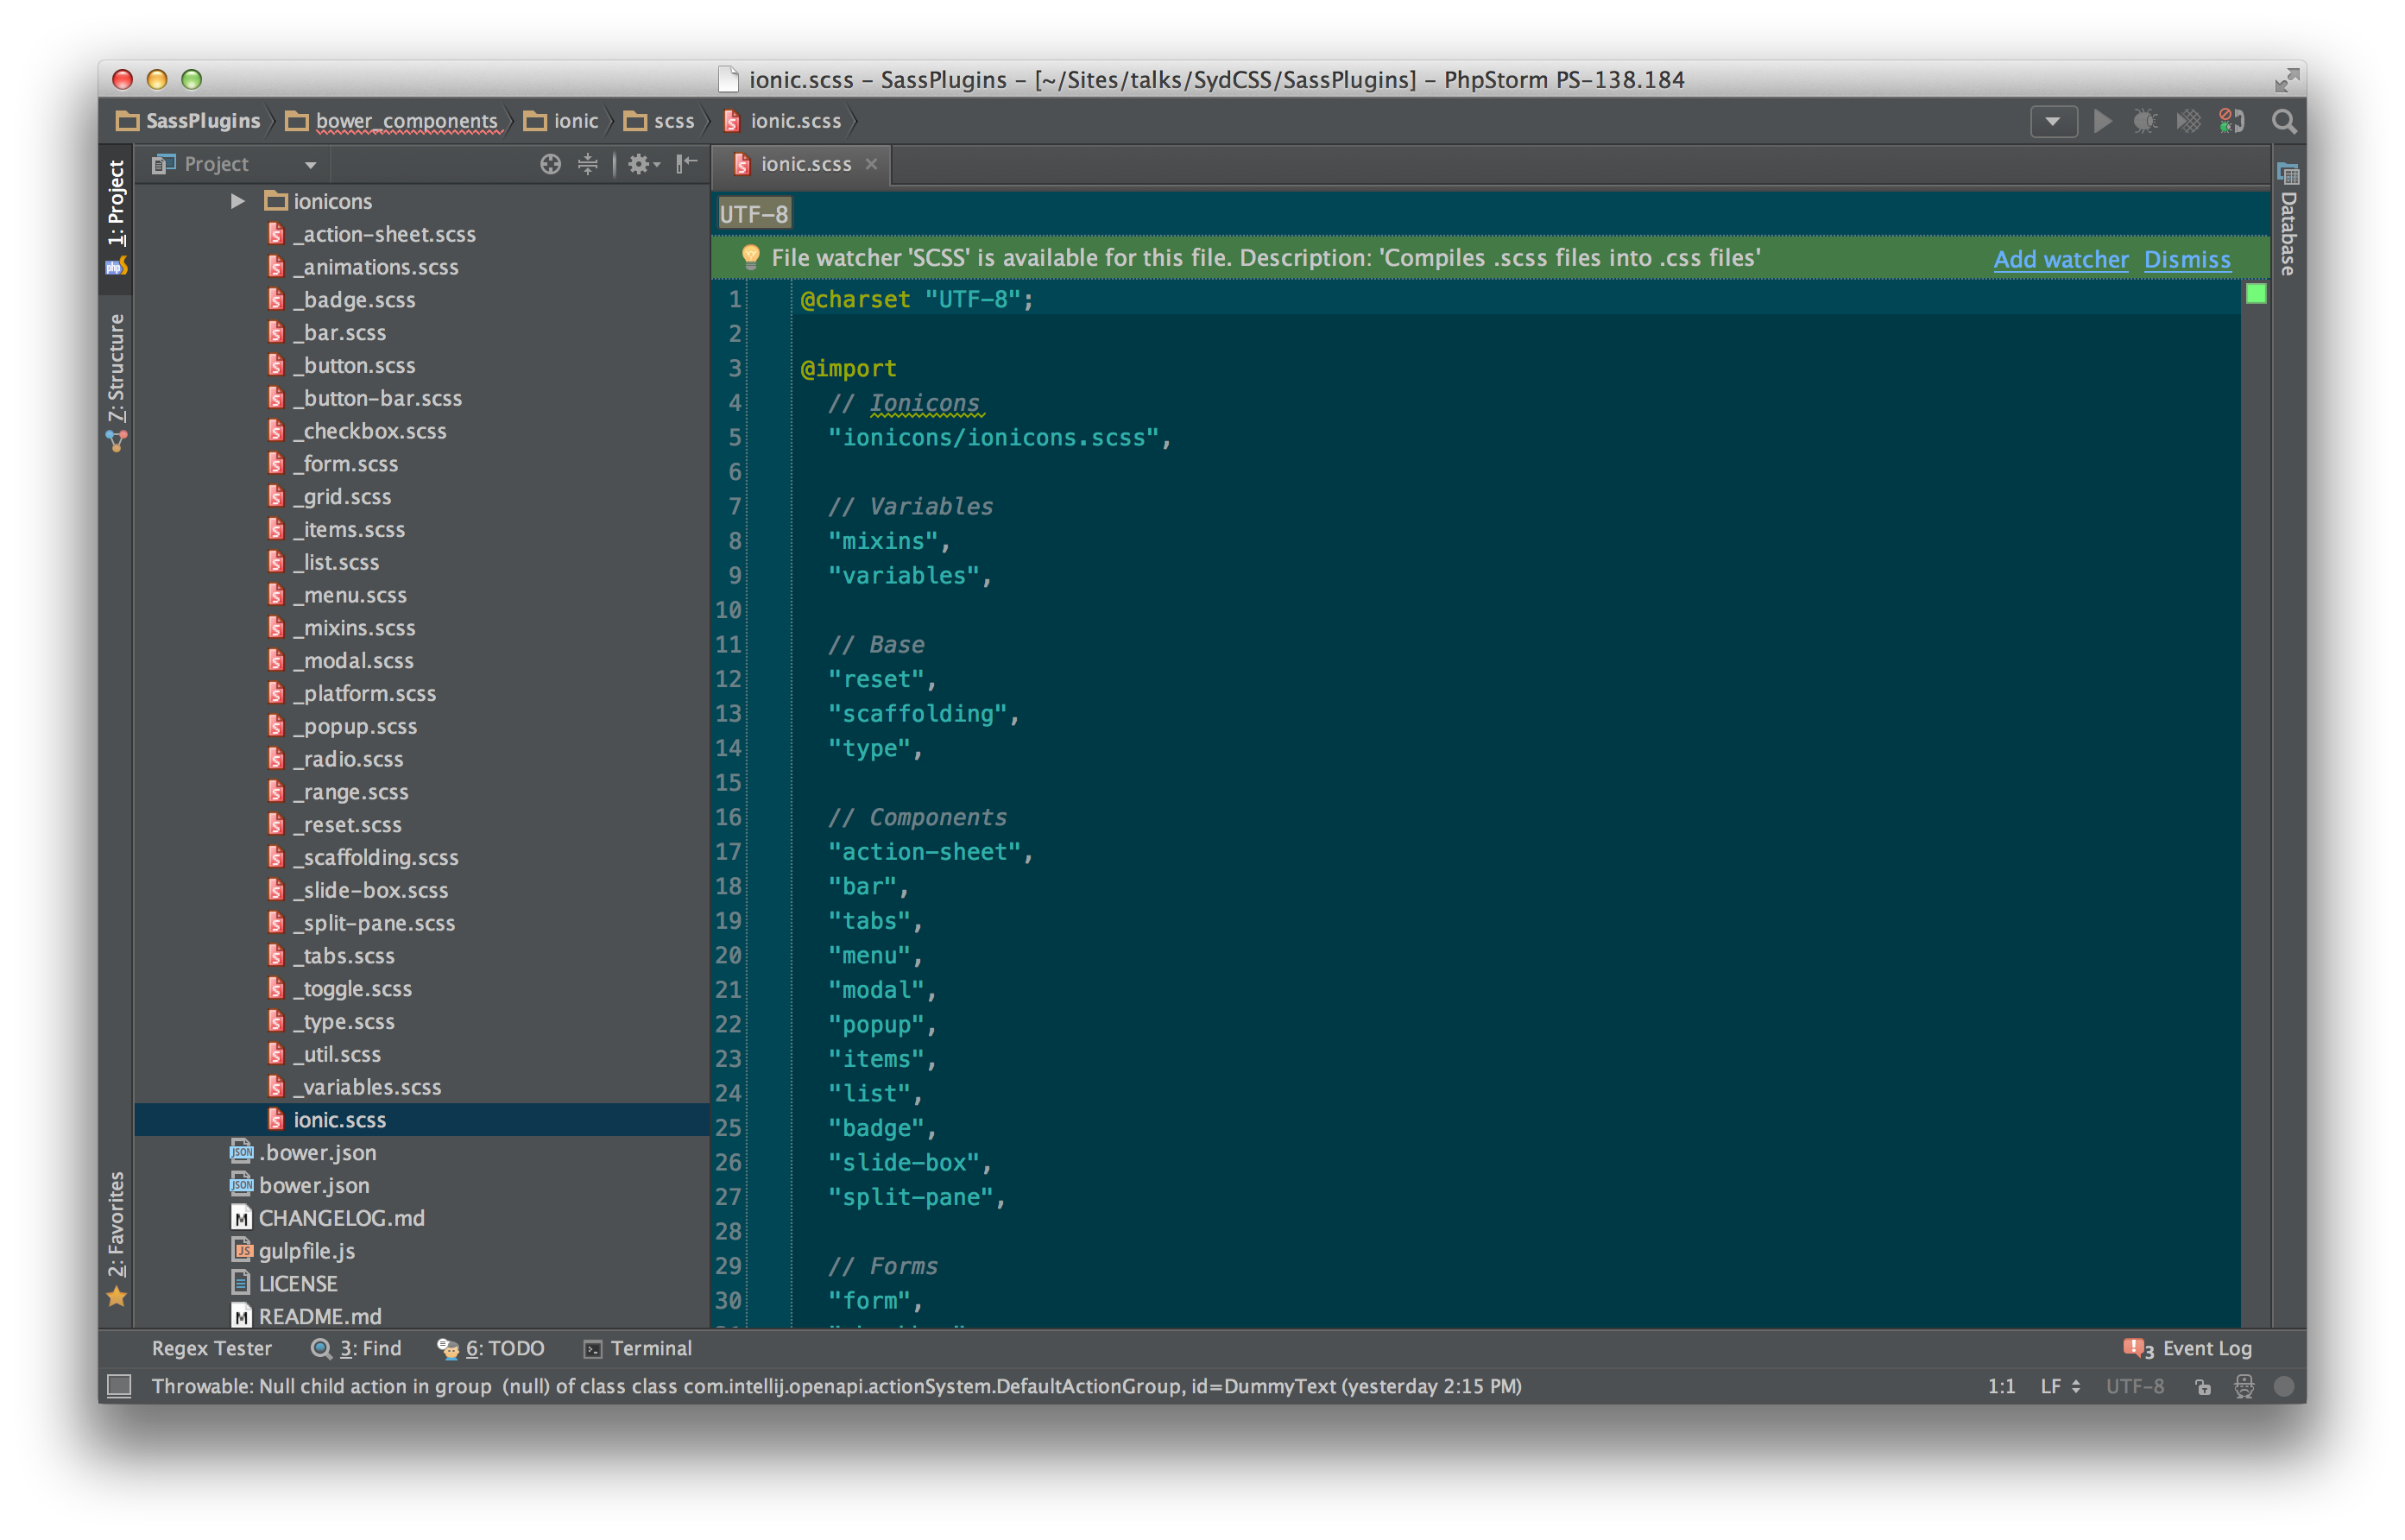 ionic.scss – SassPlugins – [~/Sites/talks/SydCSS/SassPlugins] – PhpStorm PS-138.184
SassPlugins bower_components ionic scss ionic.scss
1: Project
Z: Structure
2: Favorites
Project
ionicons
_action-sheet.scss
_animations.scss
_badge.scss
_bar.scss
_button.scss
_button-bar.scss
_checkbox.scss
_form.scss
_grid.scss
_items.scss
_list.scss
_menu.scss
_mixins.scss
_modal.scss
_platform.scss
_popup.scss
_radio.scss
_range.scss
_reset.scss
_scaffolding.scss
_slide-box.scss
_split-pane.scss
_tabs.scss
_toggle.scss
_type.scss
_util.scss
_variables.scss
ionic.scss
.bower.json
bower.json
CHANGELOG.md
gulpfile.js
LICENSE
README.md
ionic.scss
UTF-8
File watcher 'SCSS' is available for this file. Description: 'Compiles .scss files into .css files' Add watcher Dismiss
1 @charset "UTF-8";
2
3 @import
4 // Ionicons
5 "ionicons/ionicons.scss",
6
7 // Variables
8 "mixins",
9 "variables",
10
11 // Base
12 "reset",
13 "scaffolding",
14 "type",
15
16 // Components
17 "action-sheet",
18 "bar",
19 "tabs",
20 "menu",
21 "modal",
22 "popup",
23 "items",
24 "list",
25 "badge",
26 "slide-box",
27 "split-pane",
28
29 // Forms
30 "form",
Database
Regex Tester 3: Find 6: TODO Terminal 3 Event Log
Throwable: Null child action in group (null) of class class com.intellij.openapi.actionSystem.DefaultActionGroup, id=DummyText (yesterday 2:15 PM) 1:1 LF UTF-8